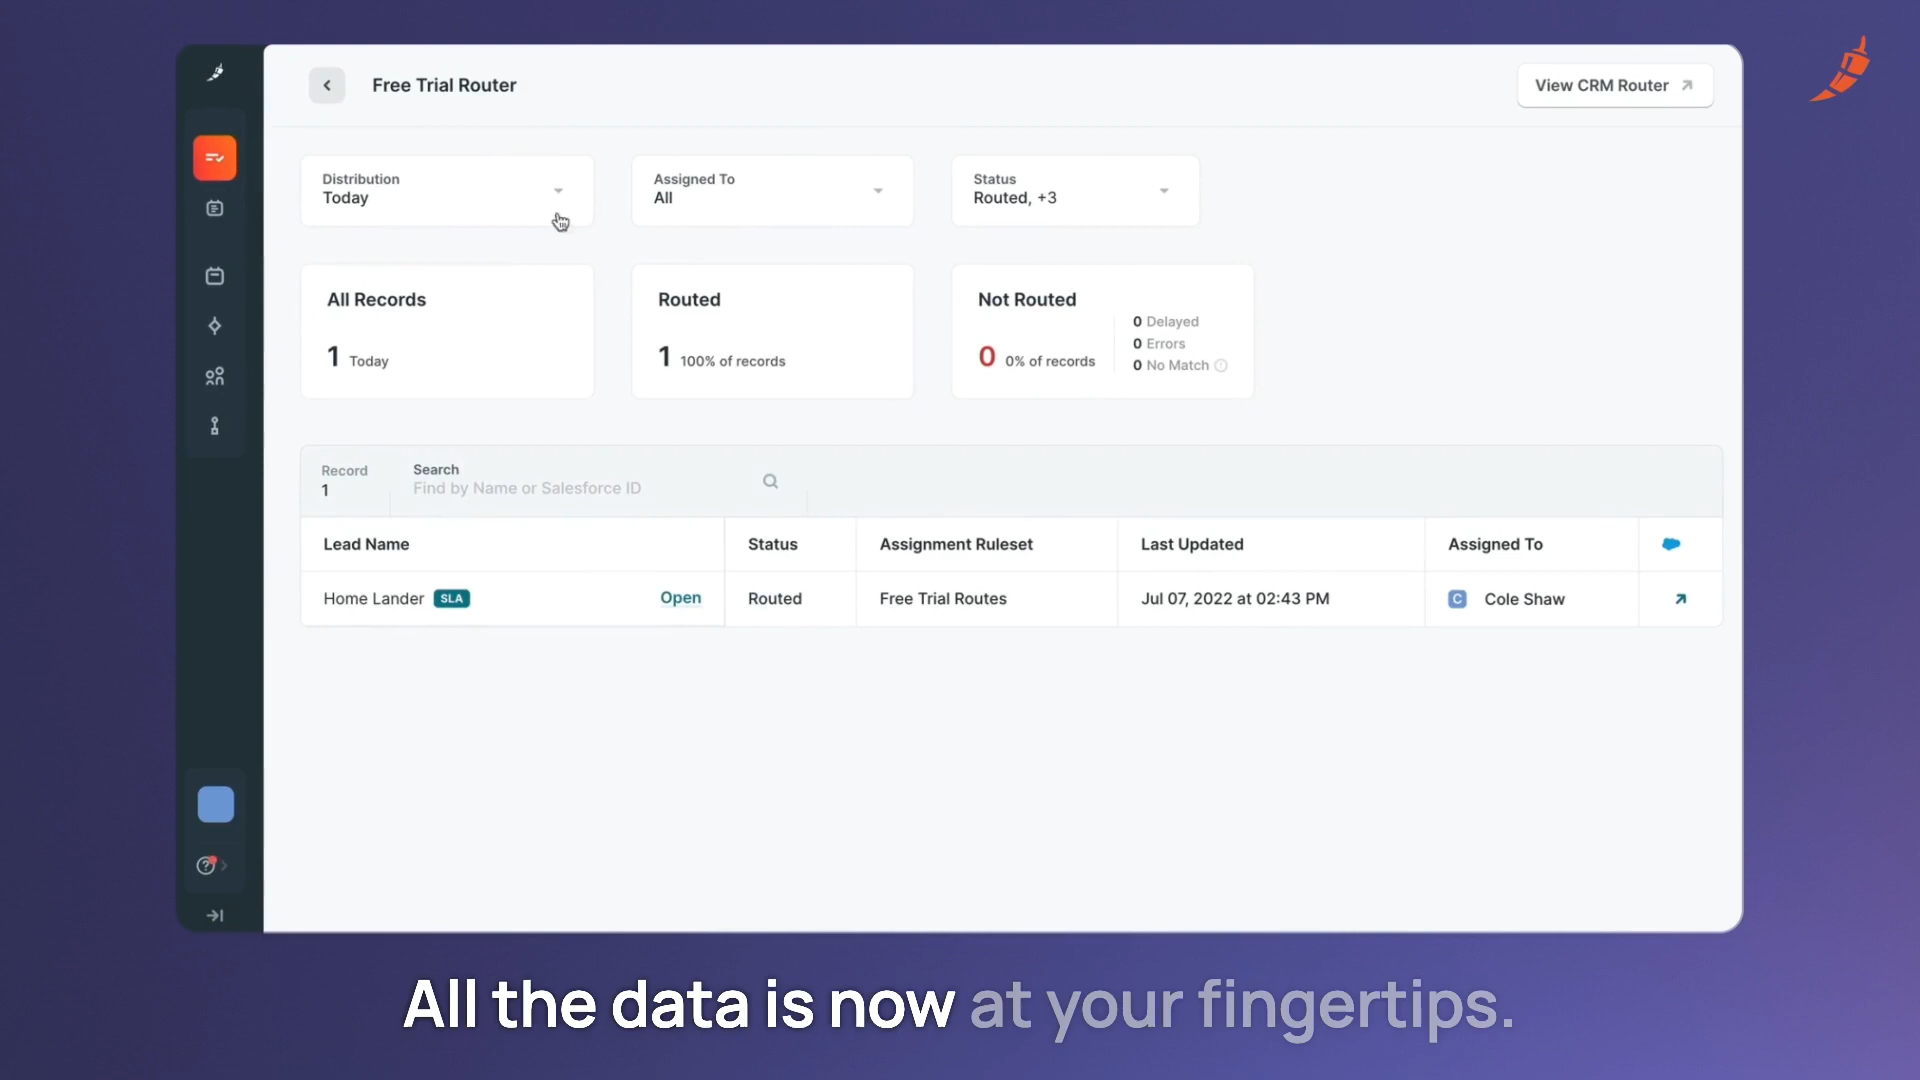 Free Trial Router
View CRM Router
Distribution
Today
Assigned To
All
Status
Routed, +3
All Records
1 Today
Routed
1 100% of records
Not Routed
0 0% of records
0 Delayed
0 Errors
0 No Match
Record
1
Search
Find by Name or Salesforce ID
Lead Name Status Assignment Ruleset Last Updated Assigned To
Home Lander SLA Open Routed Free Trial Routes Jul 07, 2022 at 02:43 PM C Cole Shaw
All the data is now at your fingertips.